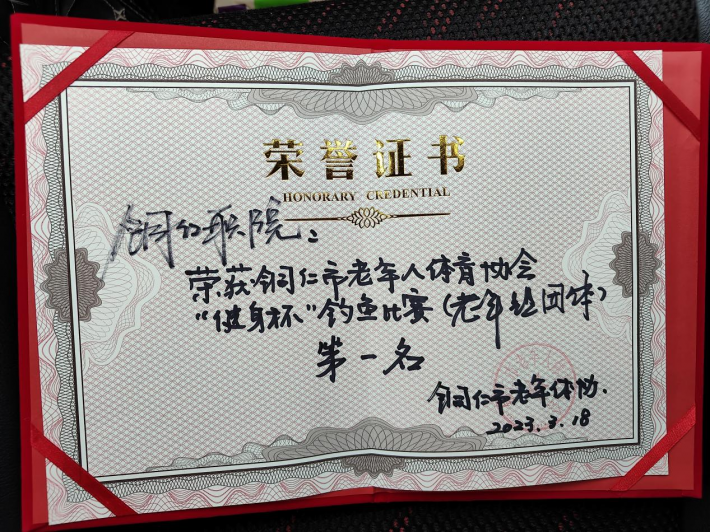 荣誉证书
HONORARY CREDENTIAL
铜仁职院：
荣获铜仁市老年人体育协会
“健身杯”钓鱼比赛（老年组团体）
第一名
铜仁市老年体协.
2023.3.18